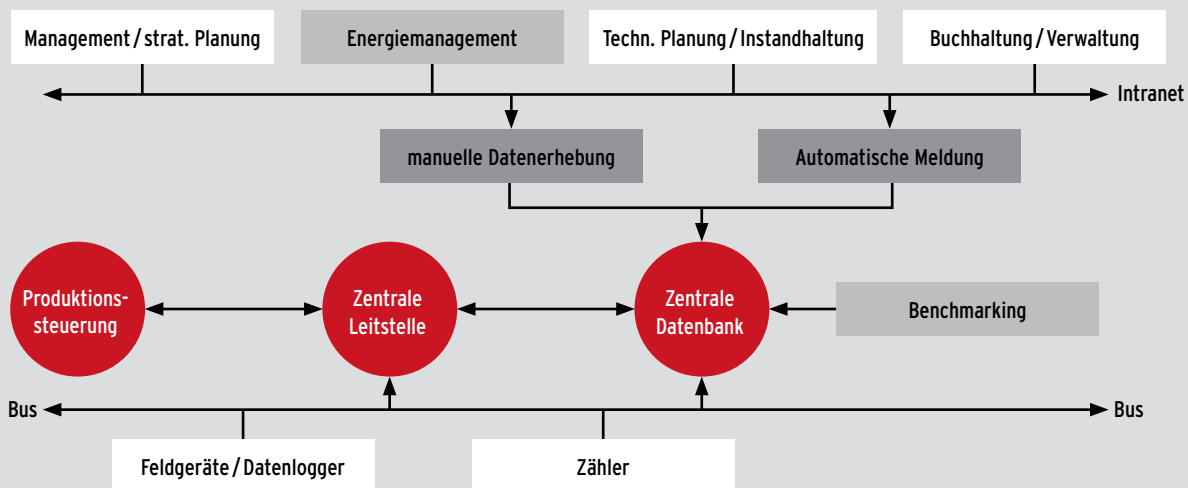 Management / strat. Planung
Energiemanagement
Techn. Planung / Instandhaltung
Buchhaltung / Verwaltung
Intranet
manuelle Datenerhebung
Automatische Meldung
Produktions-
steuerung
Zentrale
Leitstelle
Zentrale
Datenbank
Benchmarking
Bus
Bus
Feldgeräte / Datenlogger
Zähler